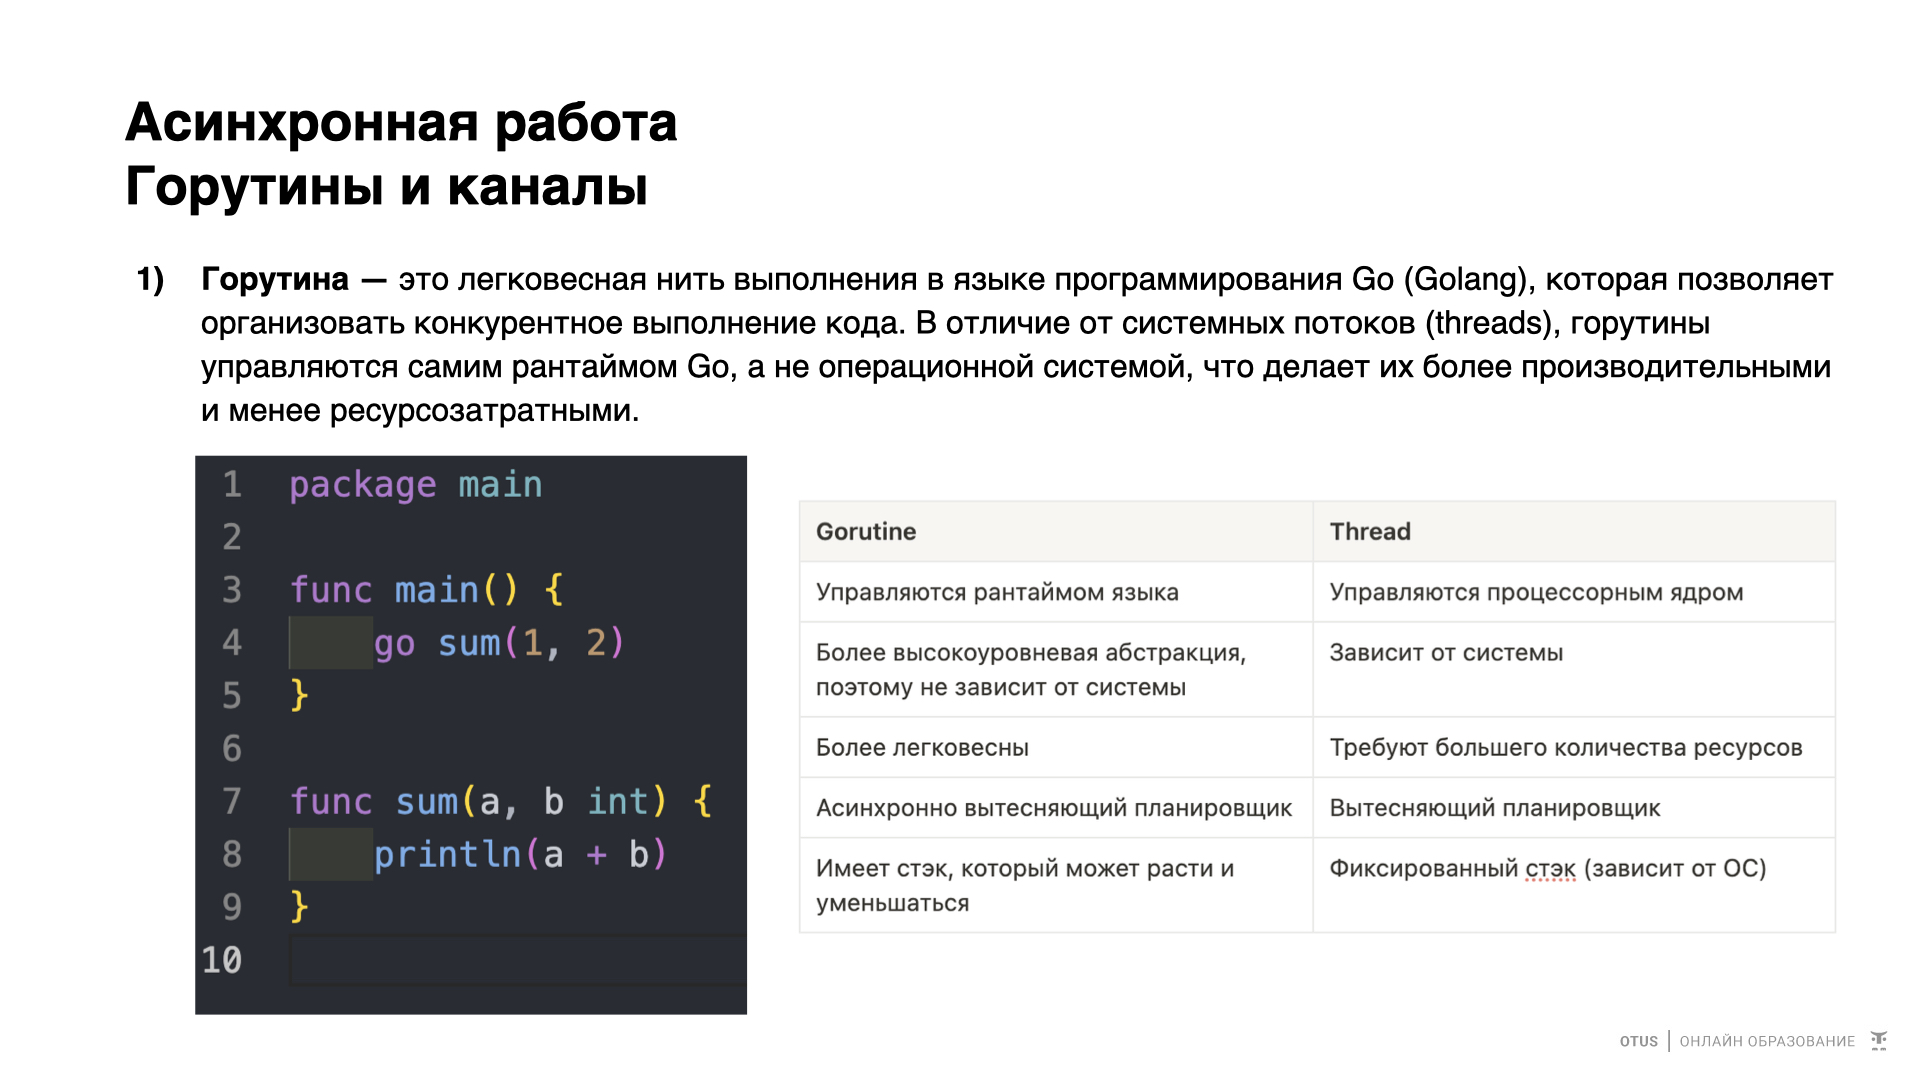 Асинхронная работа
Горутины и каналы
1) Горутина — это легковесная нить выполнения в языке программирования Go (Golang), которая позволяет
организовать конкурентное выполнение кода. В отличие от системных потоков (threads), горутины
управляются самим рантаймом Go, а не операционной системой, что делает их более производительными
и менее ресурсозатратными.
1 package main
2
3 func main() {
4     go sum(1, 2)
5 }
6
7 func sum(a, b int) {
8     println(a + b)
9 }
10
Gorutine Thread
Управляются рантаймом языка Управляются процессорным ядром
Более высокоуровневая абстракция, Зависит от системы
поэтому не зависит от системы
Более легковесны Требуют большего количества ресурсов
Асинхронно вытесняющий планировщик Вытесняющий планировщик
Имеет стэк, который может расти и Фиксированный стэк (зависит от ОС)
уменьшаться
OTUS | ОНЛАЙН ОБРАЗОВАНИЕ